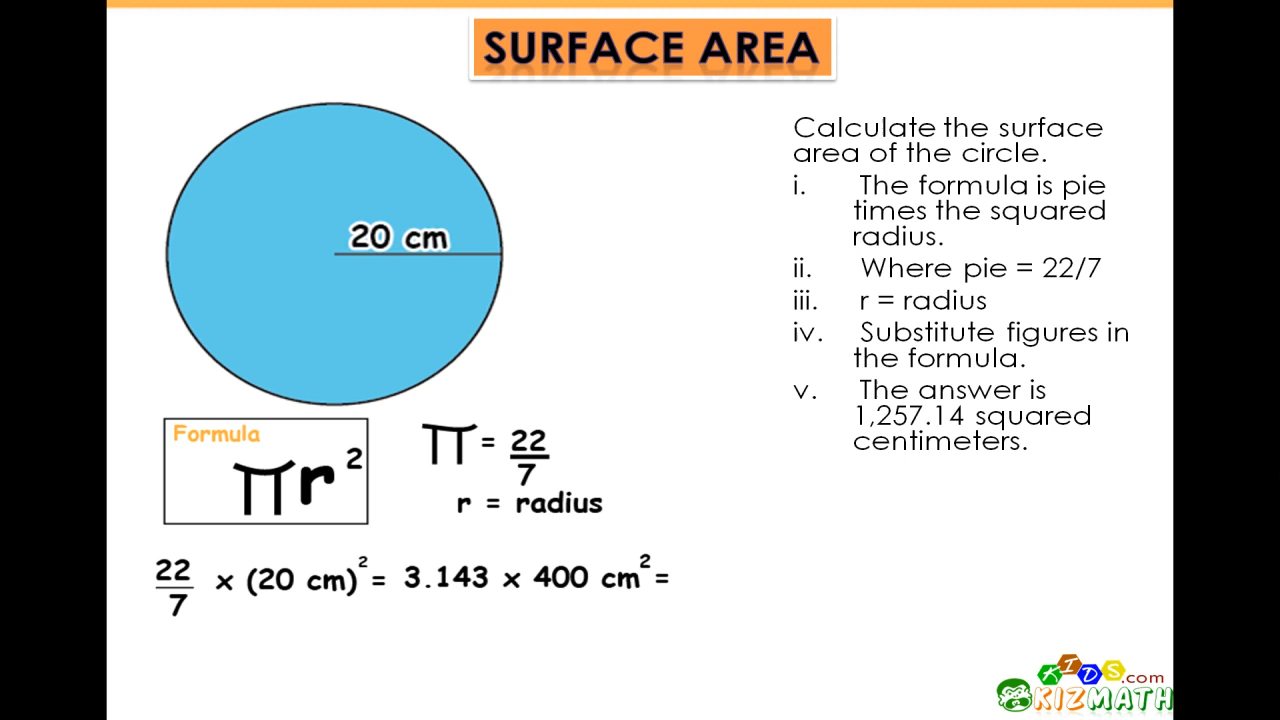 SURFACE AREA
20 cm
Formula
πr²
π = 22/7
r = radius
22/7 x (20 cm)² = 3.143 x 400 cm² =
Calculate the surface
area of the circle.
i. The formula is pie
times the squared
radius.
ii. Where pie = 22/7
iii. r = radius
iv. Substitute figures in
the formula.
v. The answer is
1,257.14 squared
centimeters.
KIDS.com
KIZMATH